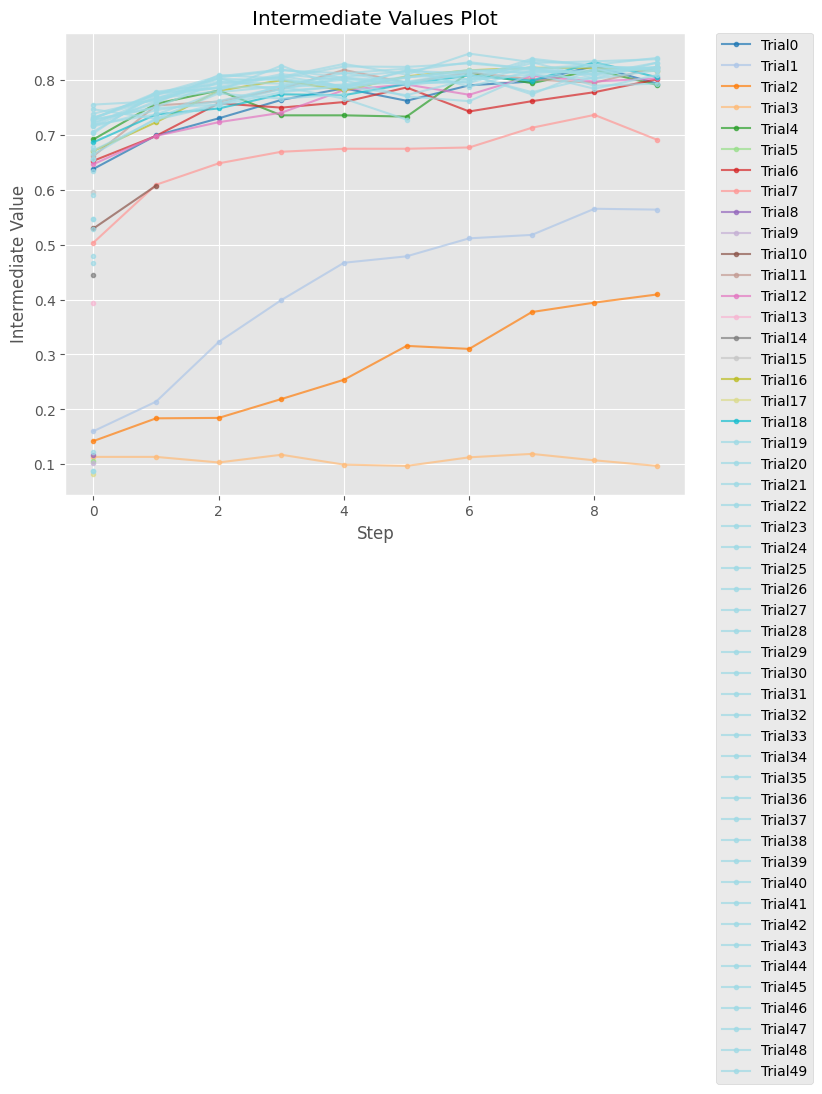 Intermediate Values Plot
Intermediate Value
0.8
0.7
0.6
0.5
0.4
0.3
0.2
0.1
0
2
4
6
8
Step
Trial0
Trial1
Trial2
Trial3
Trial4
Trial5
Trial6
Trial7
Trial8
Trial9
Trial10
Trial11
Trial12
Trial13
Trial14
Trial15
Trial16
Trial17
Trial18
Trial19
Trial20
Trial21
Trial22
Trial23
Trial24
Trial25
Trial26
Trial27
Trial28
Trial29
Trial30
Trial31
Trial32
Trial33
Trial34
Trial35
Trial36
Trial37
Trial38
Trial39
Trial40
Trial41
Trial42
Trial43
Trial44
Trial45
Trial46
Trial47
Trial48
Trial49